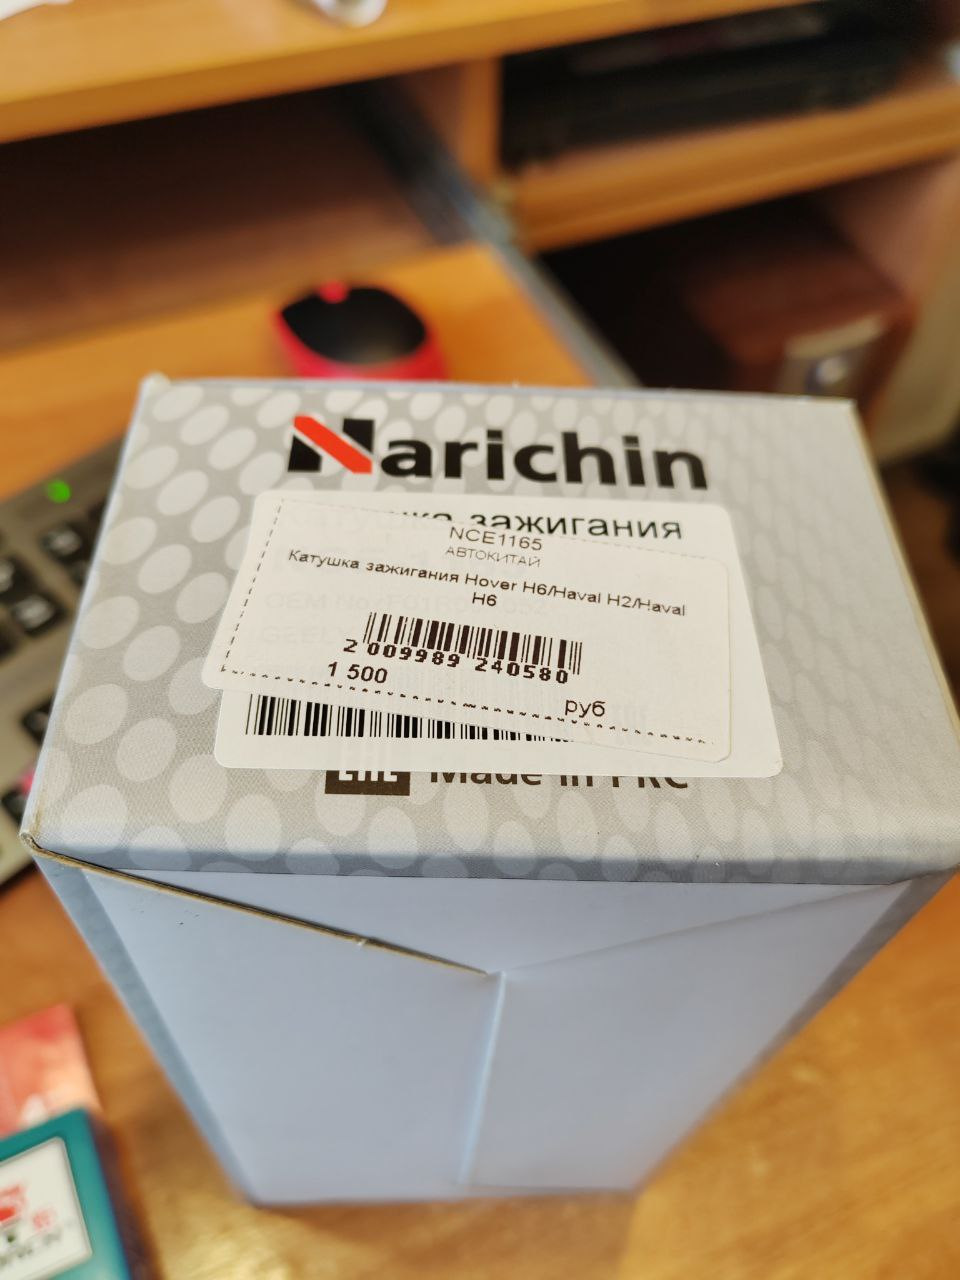 Narichin
зажигания
NCE1165
АВТОКИТАЙ
Катушка зажигания Hover H6/Haval H2/Haval
H6
2 009989 240580
1 500 руб
EAC Made in PRC